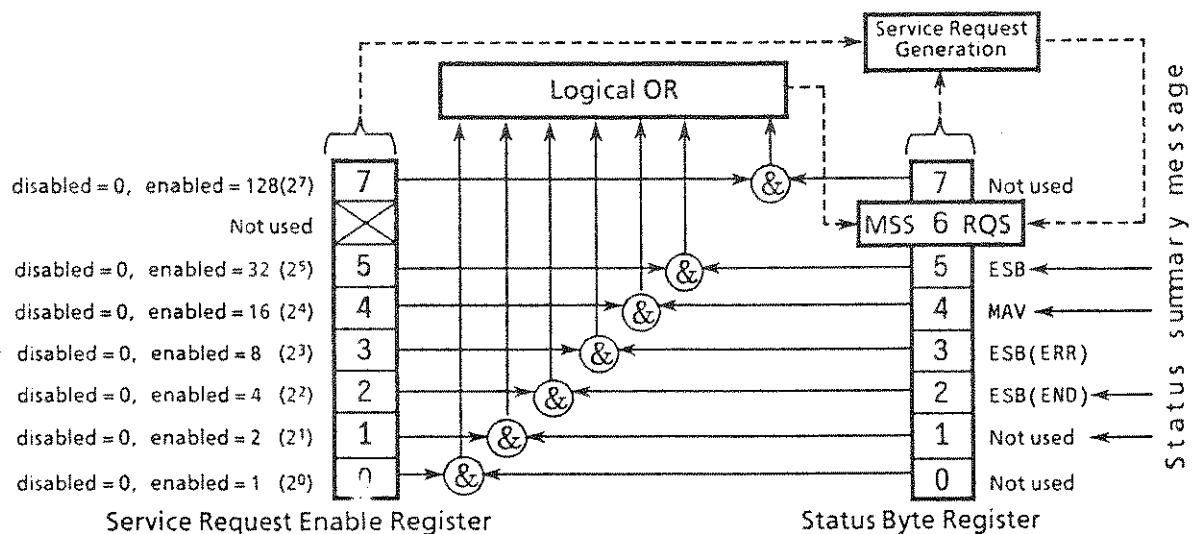 Service Request
Generation
Logical OR
disabled = 0, enabled = 128(2⁷) 7 & 7 Not used
Not used MSS 6 RQS
disabled = 0, enabled = 32 (2⁵) 5 & 5 ESB
disabled = 0, enabled = 16 (2⁴) 4 & 4 MAV
disabled = 0, enabled = 8 (2³) 3 & 3 ESB(ERR)
disabled = 0, enabled = 4 (2²) 2 & 2 ESB(END)
disabled = 0, enabled = 2 (2¹) 1 & 1 Not used
disabled = 0, enabled = 1 (2⁰) 0 & 0 Not used
Service Request Enable Register Status Byte Register
Status summary message